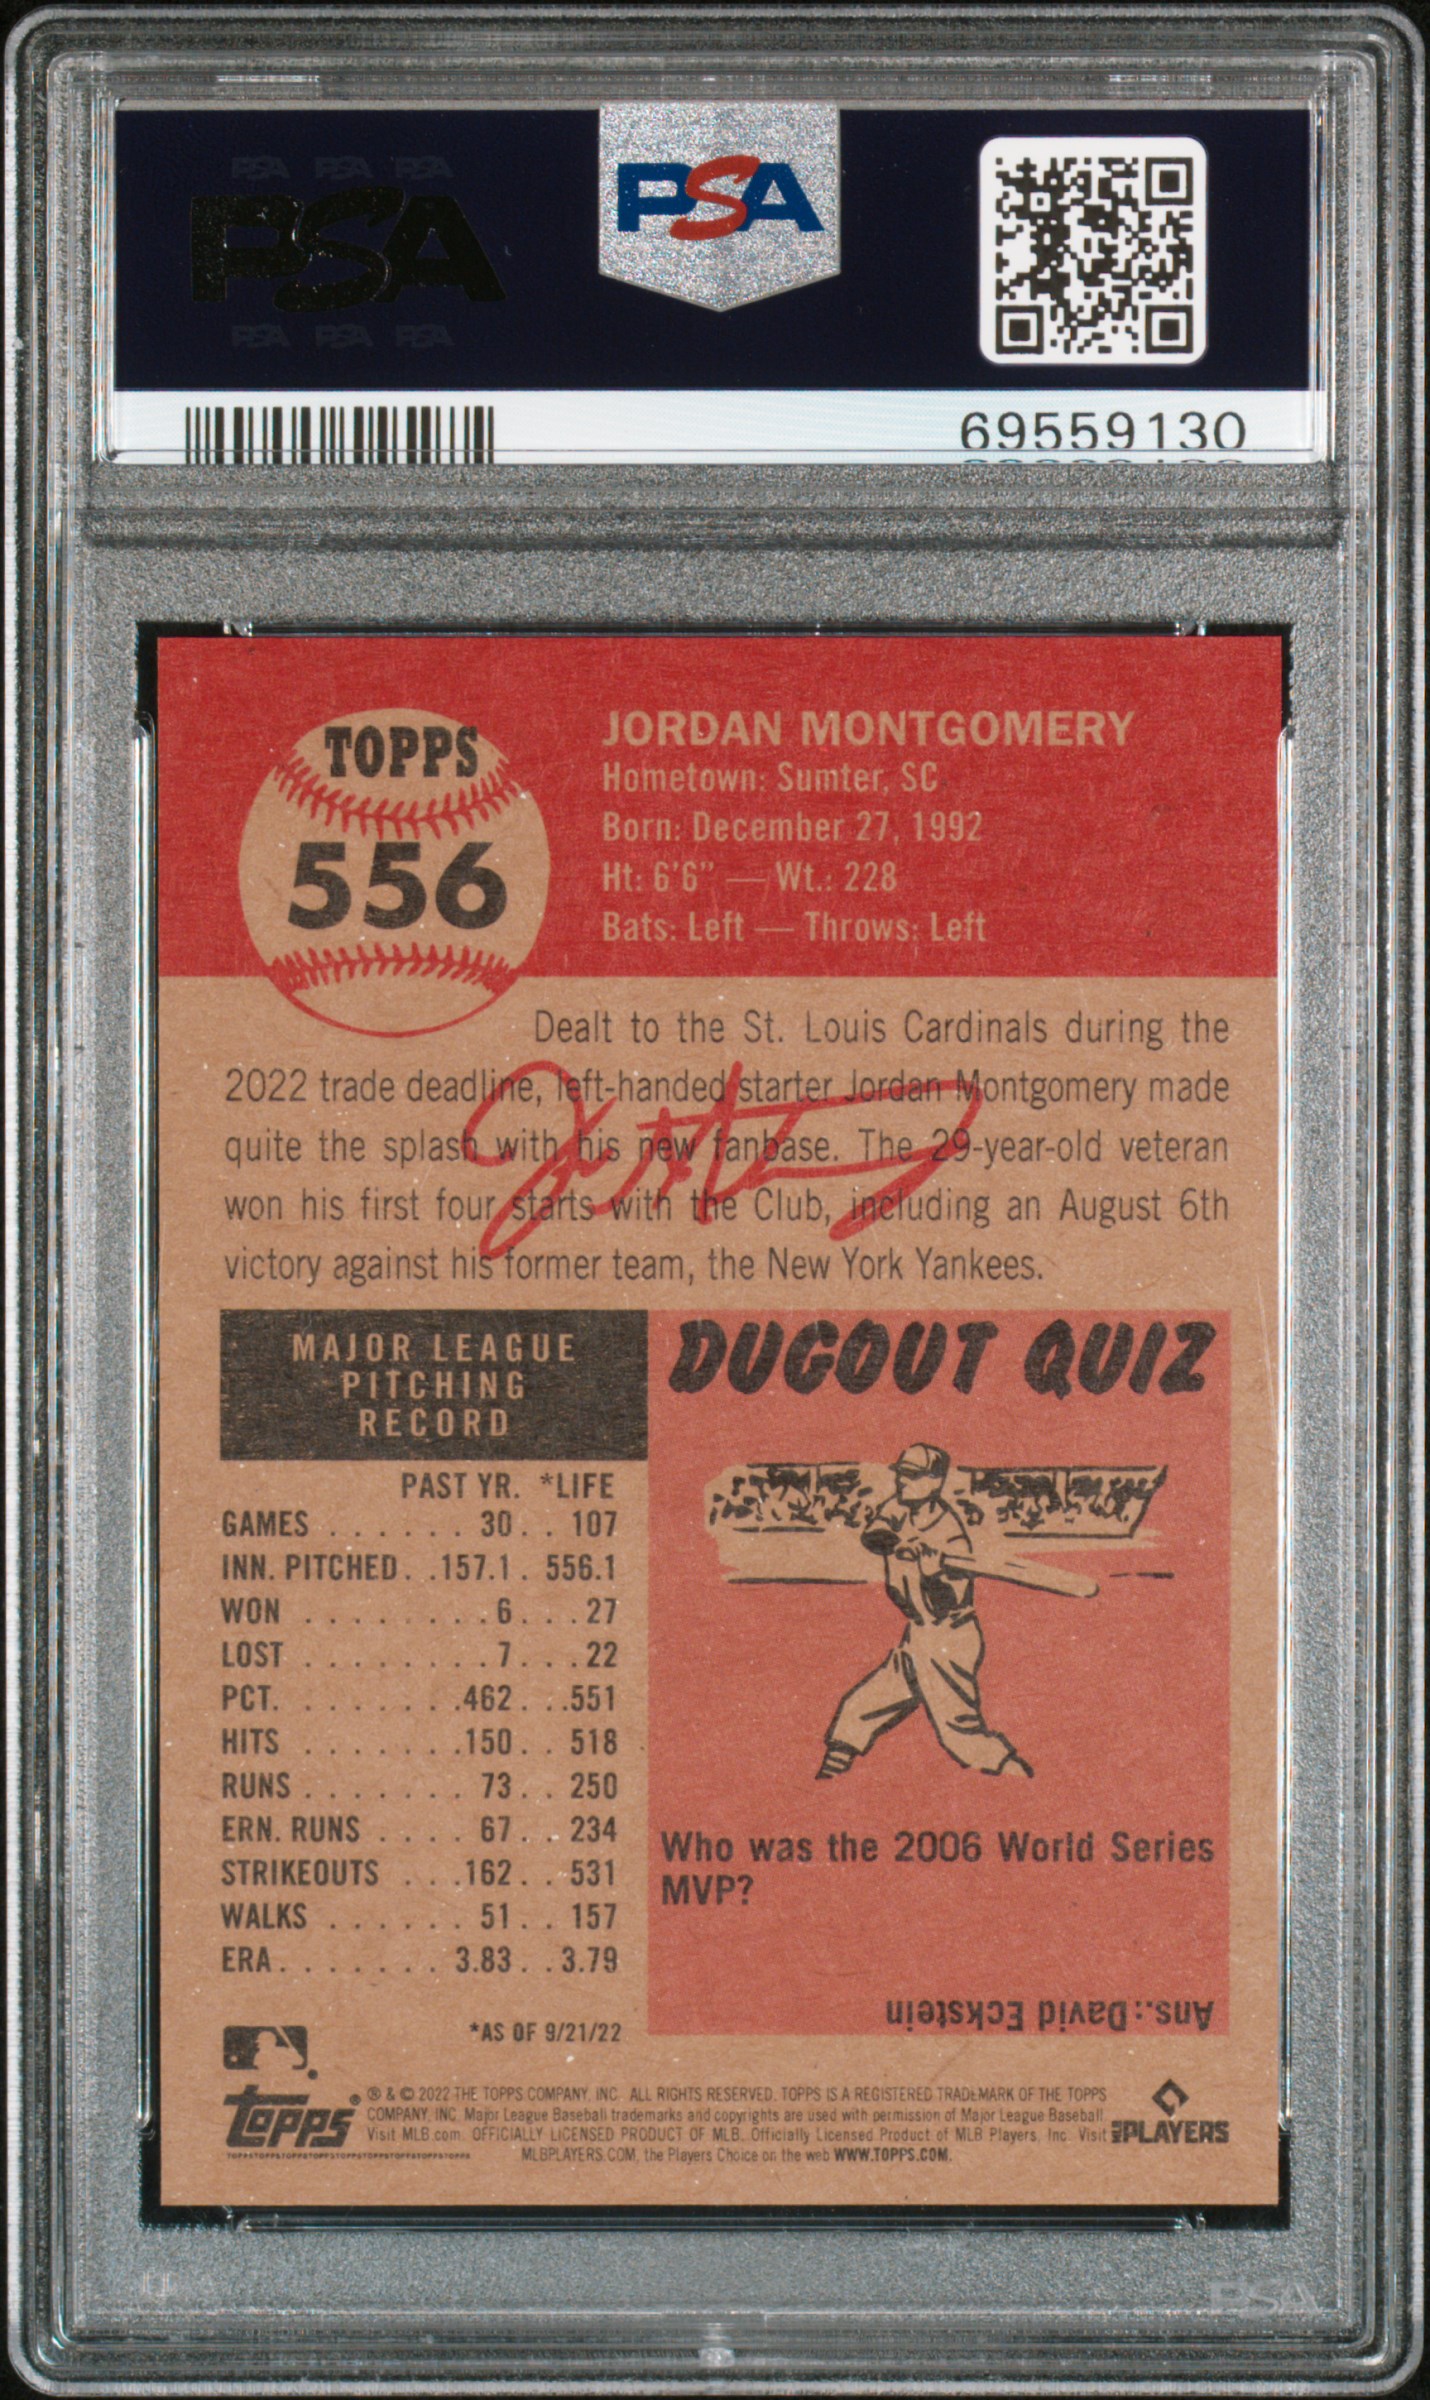 PSA PSA PSA
PSA
PSA PSA PSA
PSA
69559130
TOPPS
556
JORDAN MONTGOMERY
Hometown: Sumter, SC
Born: December 27, 1992
Ht: 6'6" — Wt.: 228
Bats: Left — Throws: Left
Dealt to the St. Louis Cardinals during the
2022 trade deadline, left-handed starter Jordan Montgomery made
quite the splash with his new fanbase. The 29-year-old veteran
won his first four starts with the Club, including an August 6th
victory against his former team, the New York Yankees.
MAJOR LEAGUE
PITCHING
RECORD
PAST YR. *LIFE
GAMES . . . . . . 30 . . 107
INN. PITCHED. . .157.1 . 556.1
WON . . . . . . . . 6 . . . 27
LOST . . . . . . . . 7 . . . 22
PCT. . . . . . . . .462 . . .551
HITS . . . . . . . 150 . . 518
RUNS . . . . . . . 73 . . 250
ERN. RUNS . . . . 67 . . 234
STRIKEOUTS . . . 162 . . 531
WALKS . . . . . . 51 . . 157
ERA. . . . . . . 3.83 . . 3.79
*AS OF 9/21/22
DUGOUT QUIZ
Who was the 2006 World Series
MVP?
Ans.: David Eckstein
topps
® & © 2022 THE TOPPS COMPANY, INC. ALL RIGHTS RESERVED. TOPPS IS A REGISTERED TRADEMARK OF THE TOPPS
COMPANY, INC. Major League Baseball trademarks and copyrights are used with permission of Major League Baseball.
Visit MLB.com. OFFICIALLY LICENSED PRODUCT OF MLB. Officially Licensed Product of MLB Players, Inc. Visit
MLBPLAYERS.COM, the Players Choice on the web WWW.TOPPS.COM.
PLAYERS
PSA